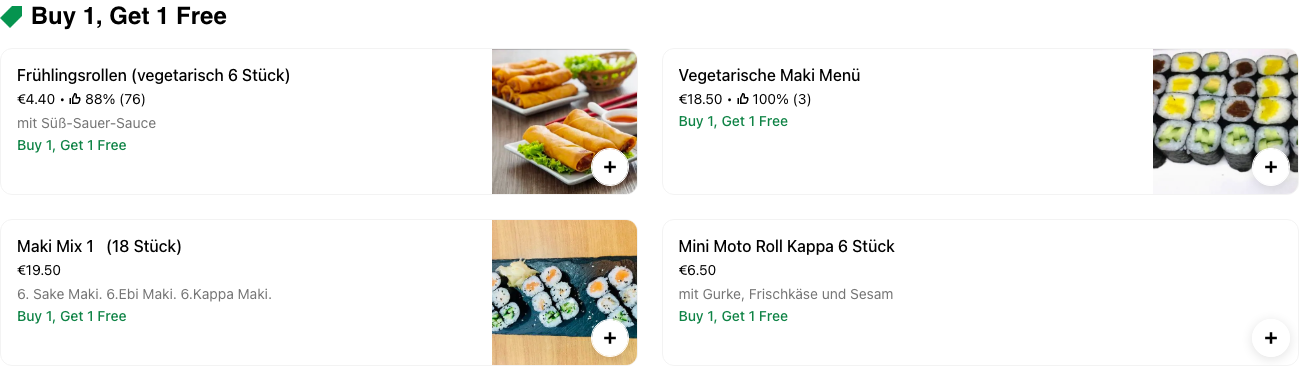 Buy 1, Get 1 Free
Frühlingsrollen (vegetarisch 6 Stück)
€4.40 • 88% (76)
mit Süß-Sauer-Sauce
Buy 1, Get 1 Free
Vegetarische Maki Menü
€18.50 • 100% (3)
Buy 1, Get 1 Free
Maki Mix 1 (18 Stück)
€19.50
6. Sake Maki. 6.Ebi Maki. 6.Kappa Maki.
Buy 1, Get 1 Free
Mini Moto Roll Kappa 6 Stück
€6.50
mit Gurke, Frischkäse und Sesam
Buy 1, Get 1 Free